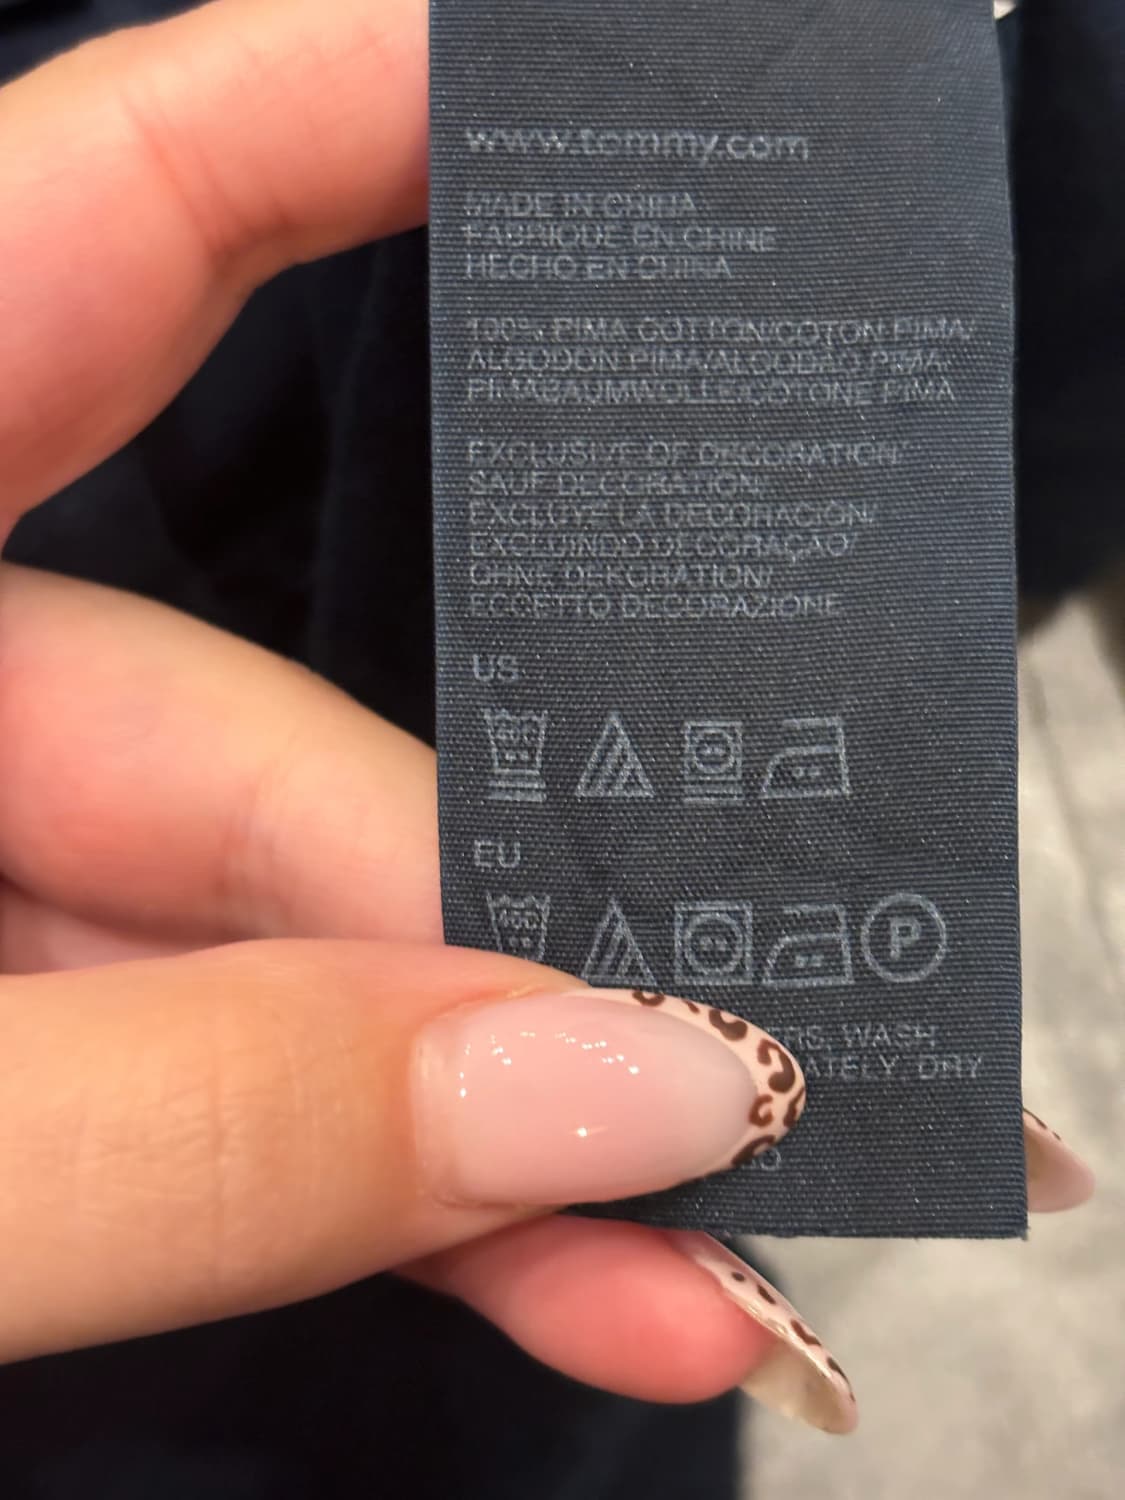 www.tommy.com
MADE IN CHINA
FABRIQUÉ EN CHINE
HECHO EN CHINA
100% PIMA COTTON/COTON PIMA/
ALGODON PIMA/ALGODÃO PIMA
PIMABAUMWOLLE/COTONE PIMA
EXCLUSIVE OF DECORATION/
SAUF DECORATION/
EXCLUYE LA DECORACIÓN/
EXCLUINDO DECORAÇÃO/
OHNE DEKORATION/
ECCETTO DECORAZIONE
US
EU
P
WASH
DRY